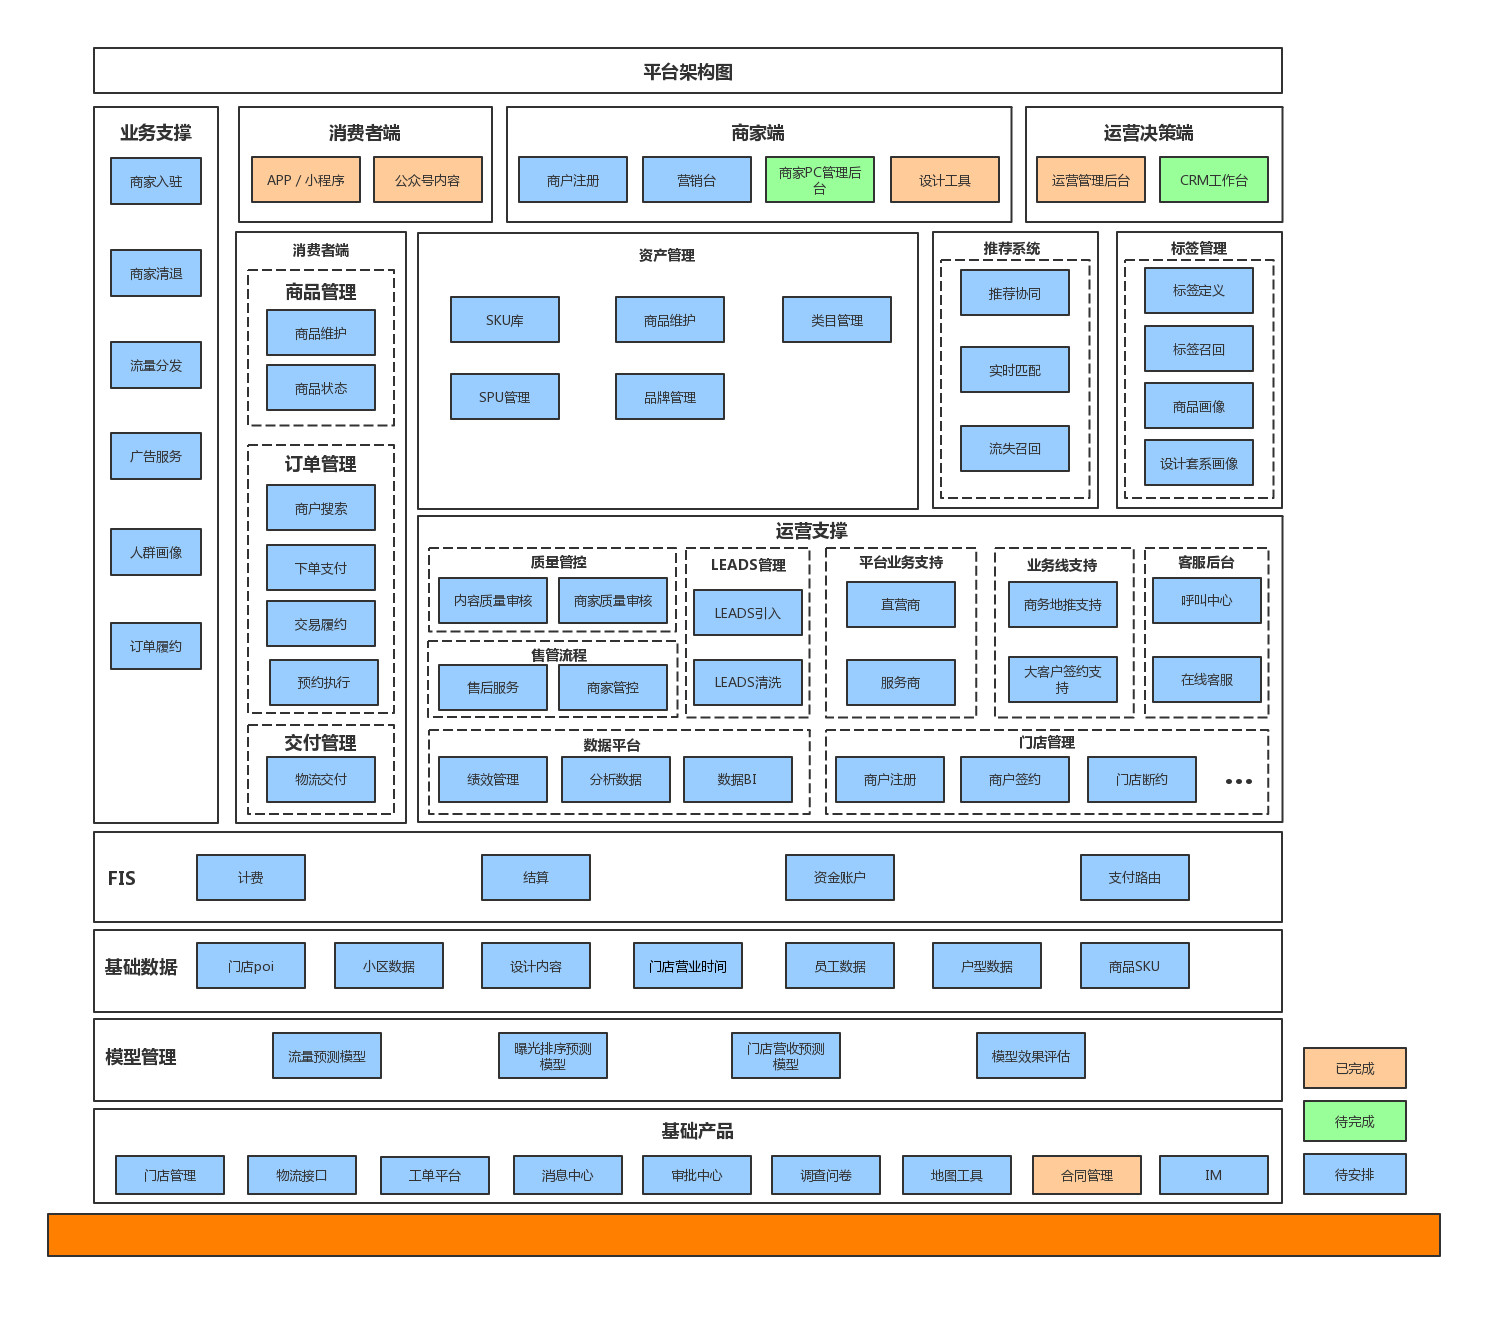 平台架构图
业务支撑
商家入驻
商家清退
流量分发
广告服务
人群画像
订单履约
消费者端
APP / 小程序
公众号内容
商家端
商户注册
营销台
商家PC管理后
台
设计工具
运营决策端
运营管理后台
CRM工作台
消费者端
商品管理
商品维护
商品状态
订单管理
商户搜索
下单支付
交易履约
预约执行
交付管理
物流交付
资产管理
SKU库
商品维护
类目管理
SPU管理
品牌管理
推荐系统
推荐协同
实时匹配
流失召回
标签管理
标签定义
标签召回
商品画像
设计套系画像
运营支撑
质量管控
内容质量审核
商家质量审核
售管流程
售后服务
商家管控
LEADS管理
LEADS引入
LEADS清洗
平台业务支持
直营商
服务商
业务线支持
商务地推支持
大客户签约支
持
客服后台
呼叫中心
在线客服
数据平台
绩效管理
分析数据
数据BI
门店管理
商户注册
商户签约
门店断约
•••
FIS
计费
结算
资金账户
支付路由
基础数据
门店poi
小区数据
设计内容
门店营业时间
员工数据
户型数据
商品SKU
模型管理
流量预测模型
曝光排序预测
模型
门店营收预测
模型
模型效果评估
基础产品
门店管理
物流接口
工单平台
消息中心
审批中心
调查问卷
地图工具
合同管理
IM
已完成
待完成
待安排